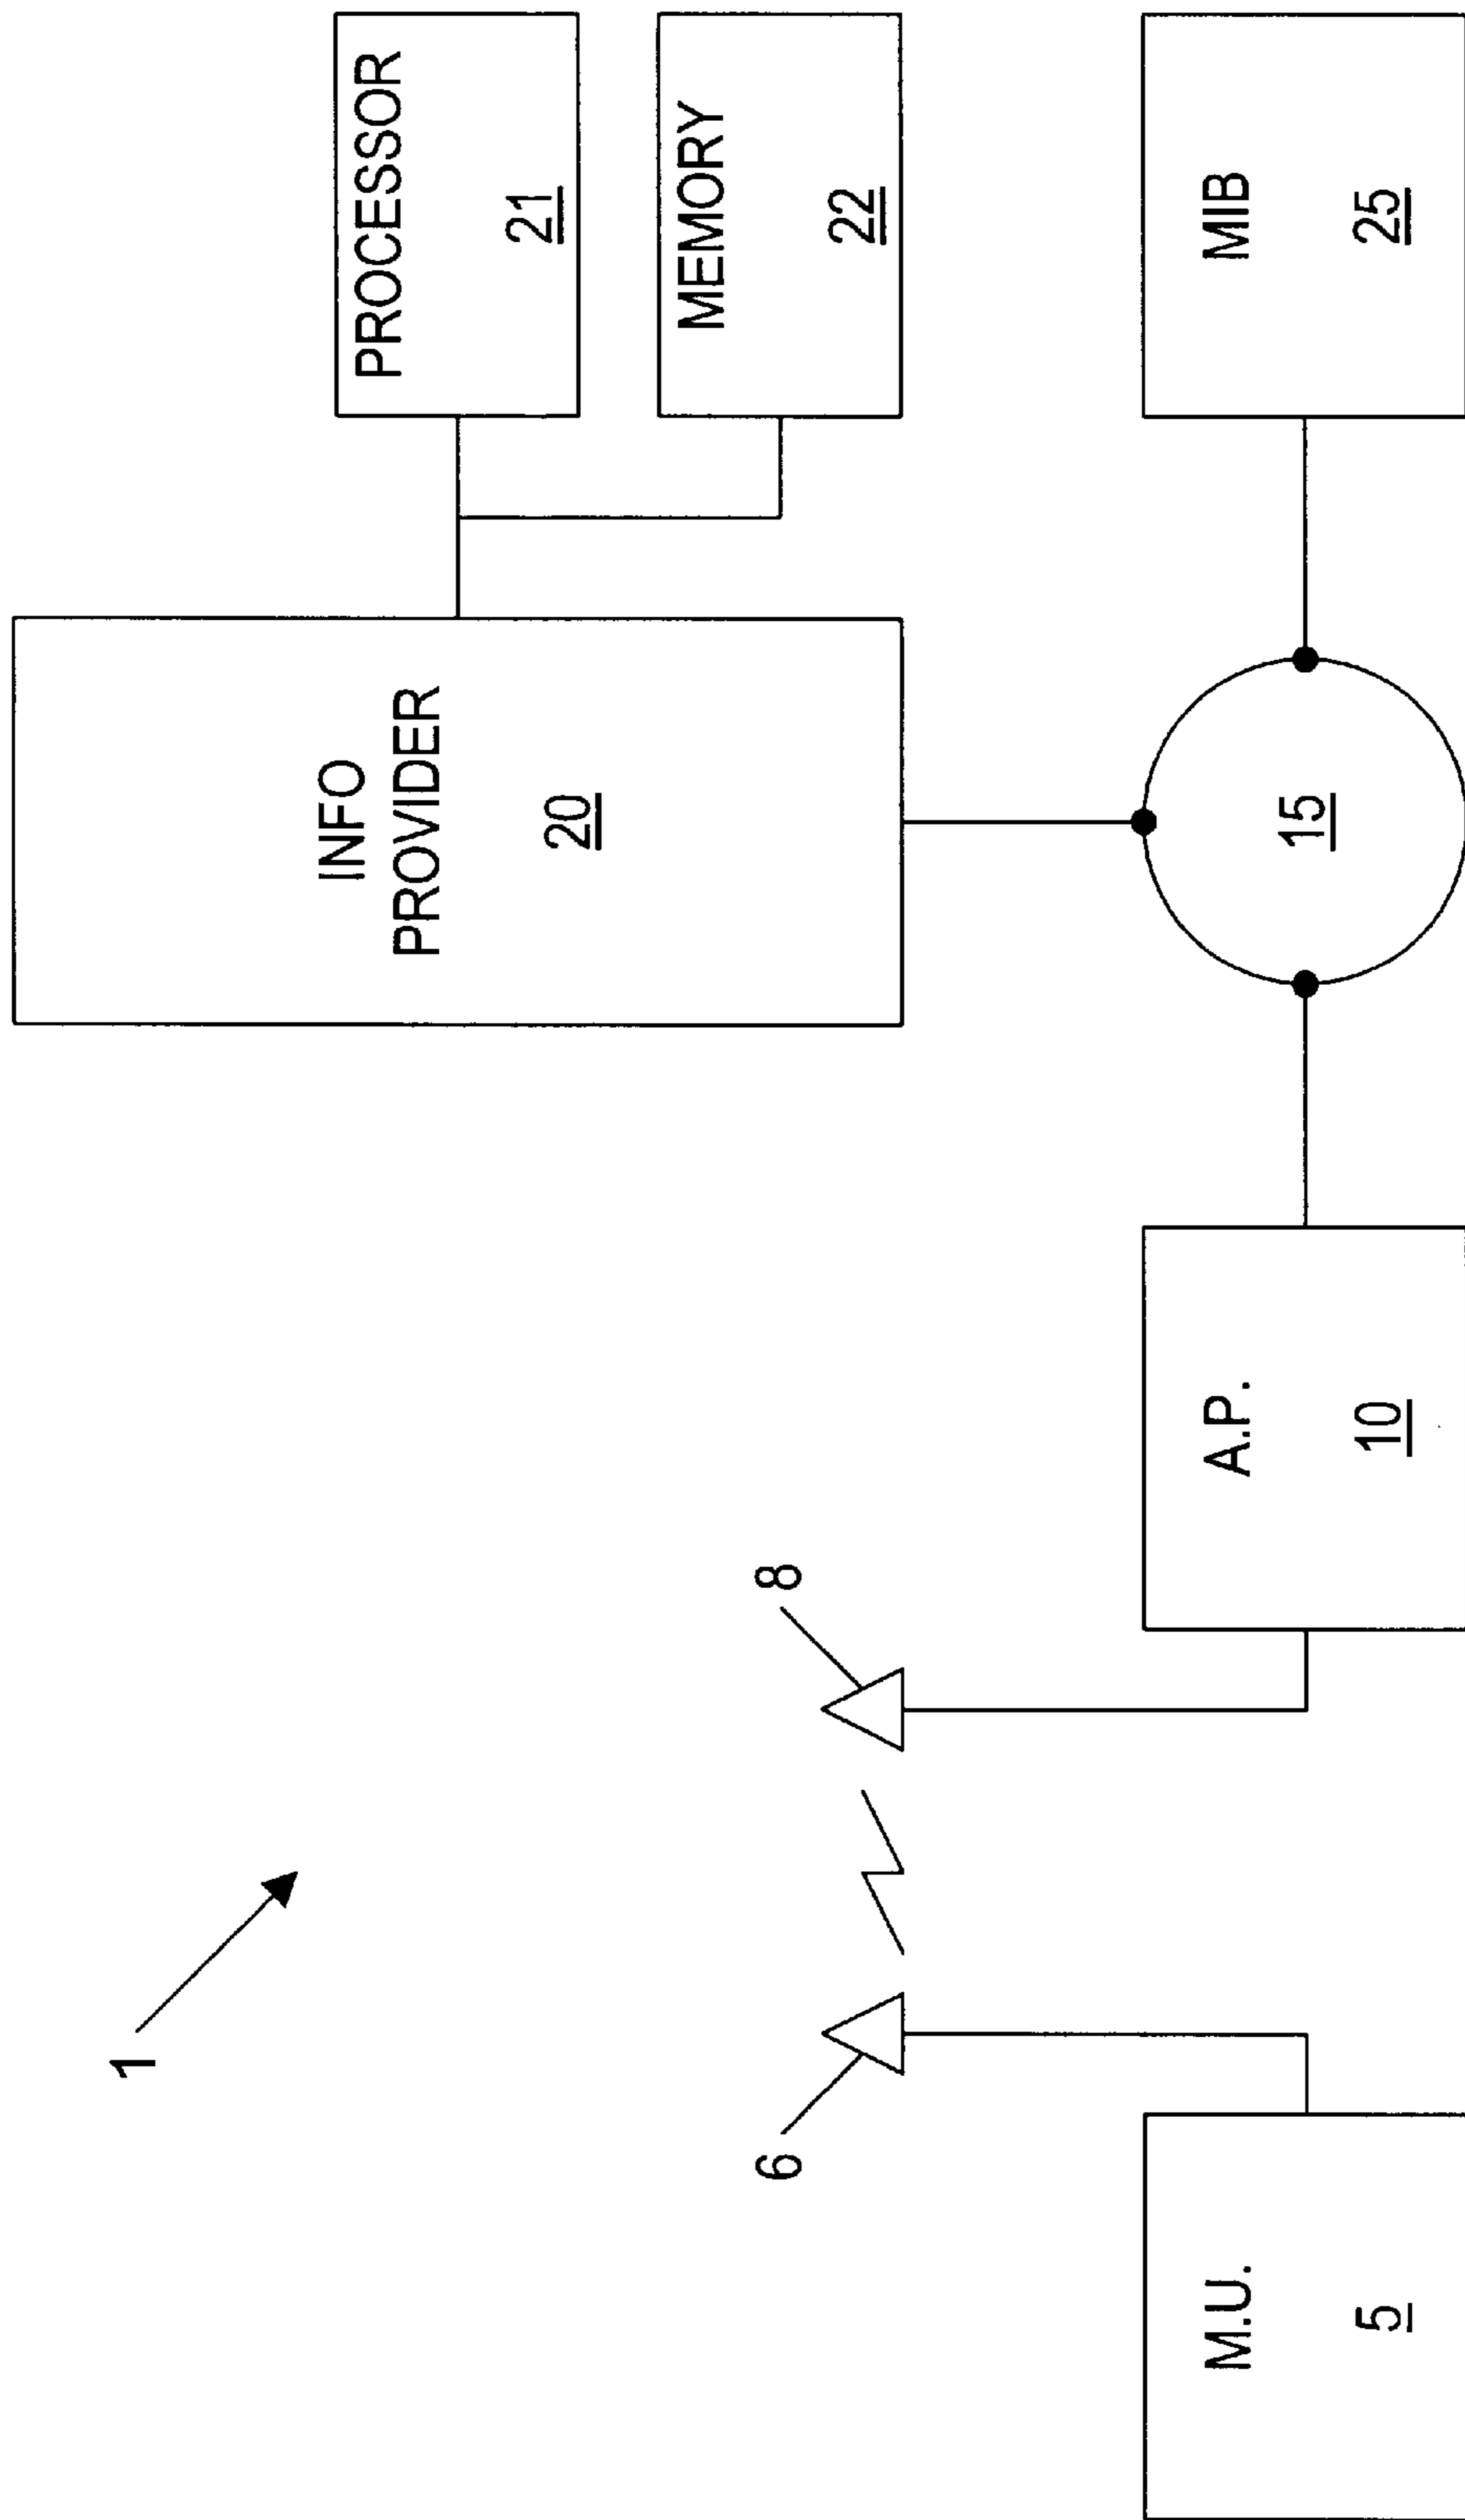 1
INFO
PROVIDER
20
PROCESSOR
21
MEMORY
22
6
8
M.U.
5
A.P.
10
15
MIB
25